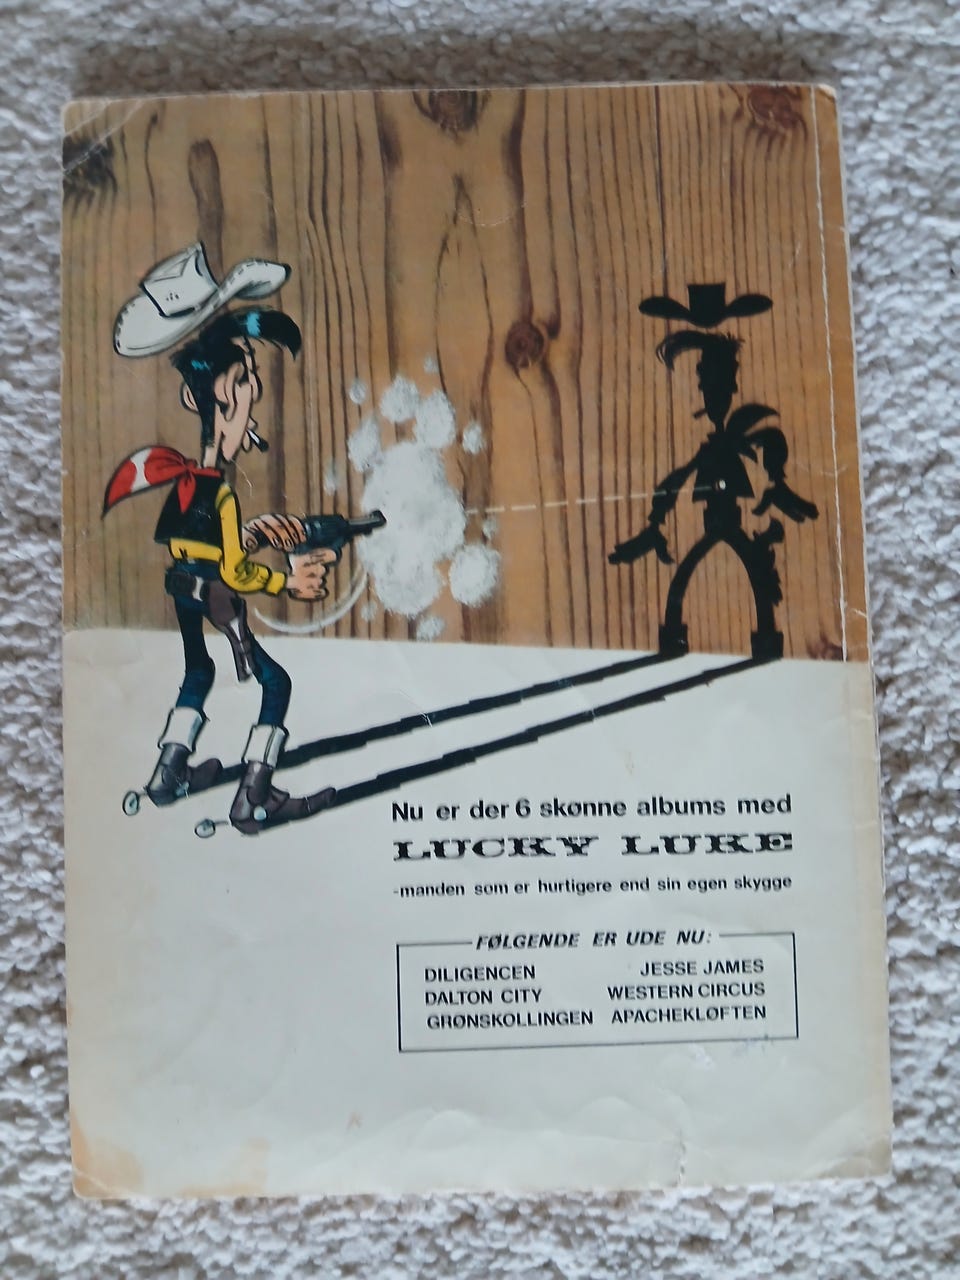 Nu er der 6 skønne albums med
LUCKY LUKE
-manden som er hurtigere end sin egen skygge
FØLGENDE ER UDE NU:
DILIGENCEN JESSE JAMES
DALTON CITY WESTERN CIRCUS
GRØNSKOLLINGEN APACHEKLØFTEN